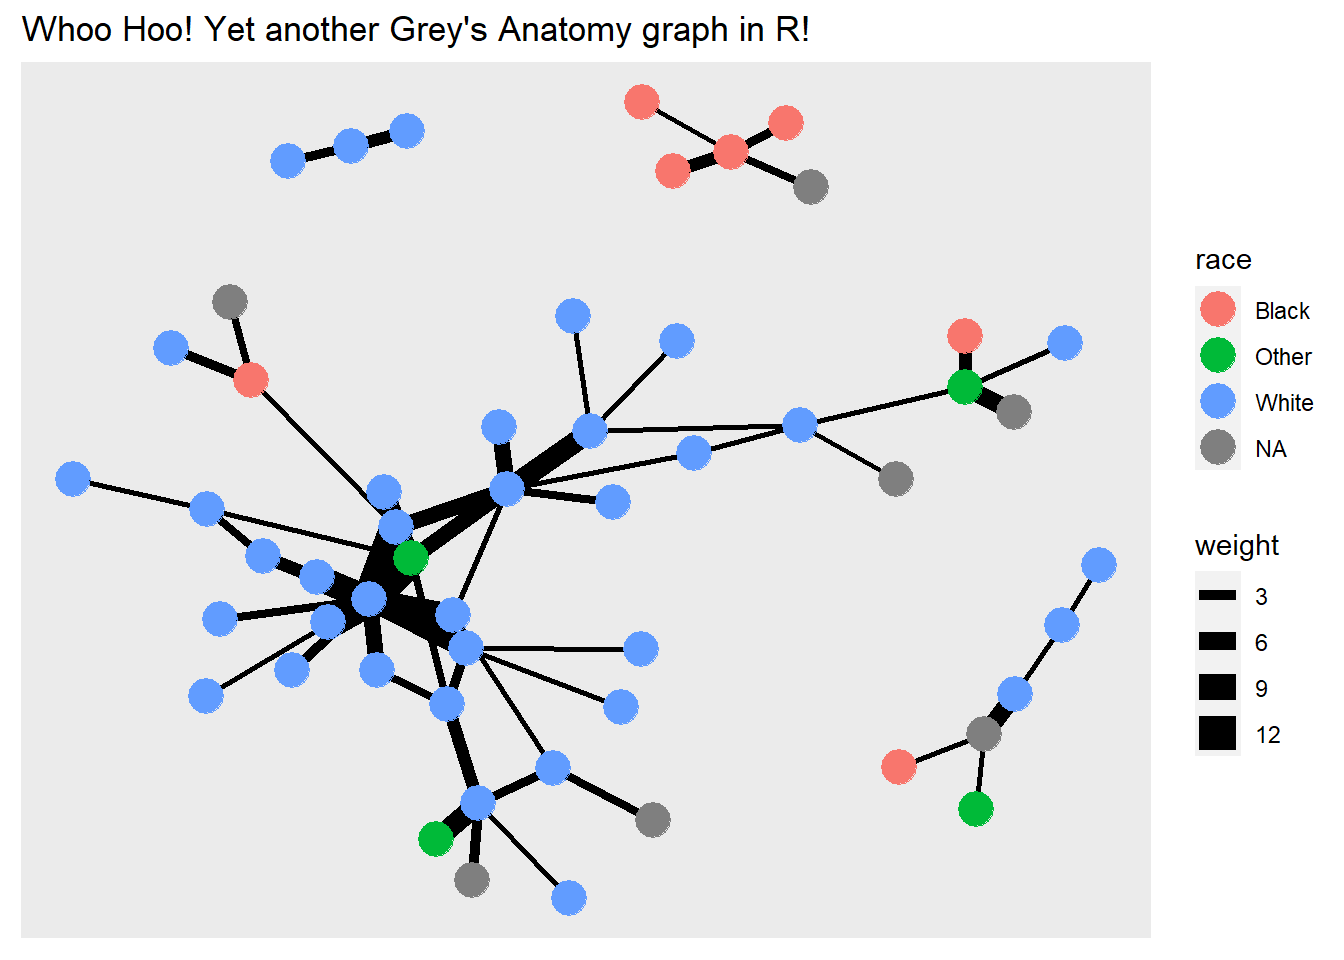 Whoo Hoo! Yet another Grey's Anatomy graph in R!
race
Black
Other
White
NA
weight
3
6
9
12